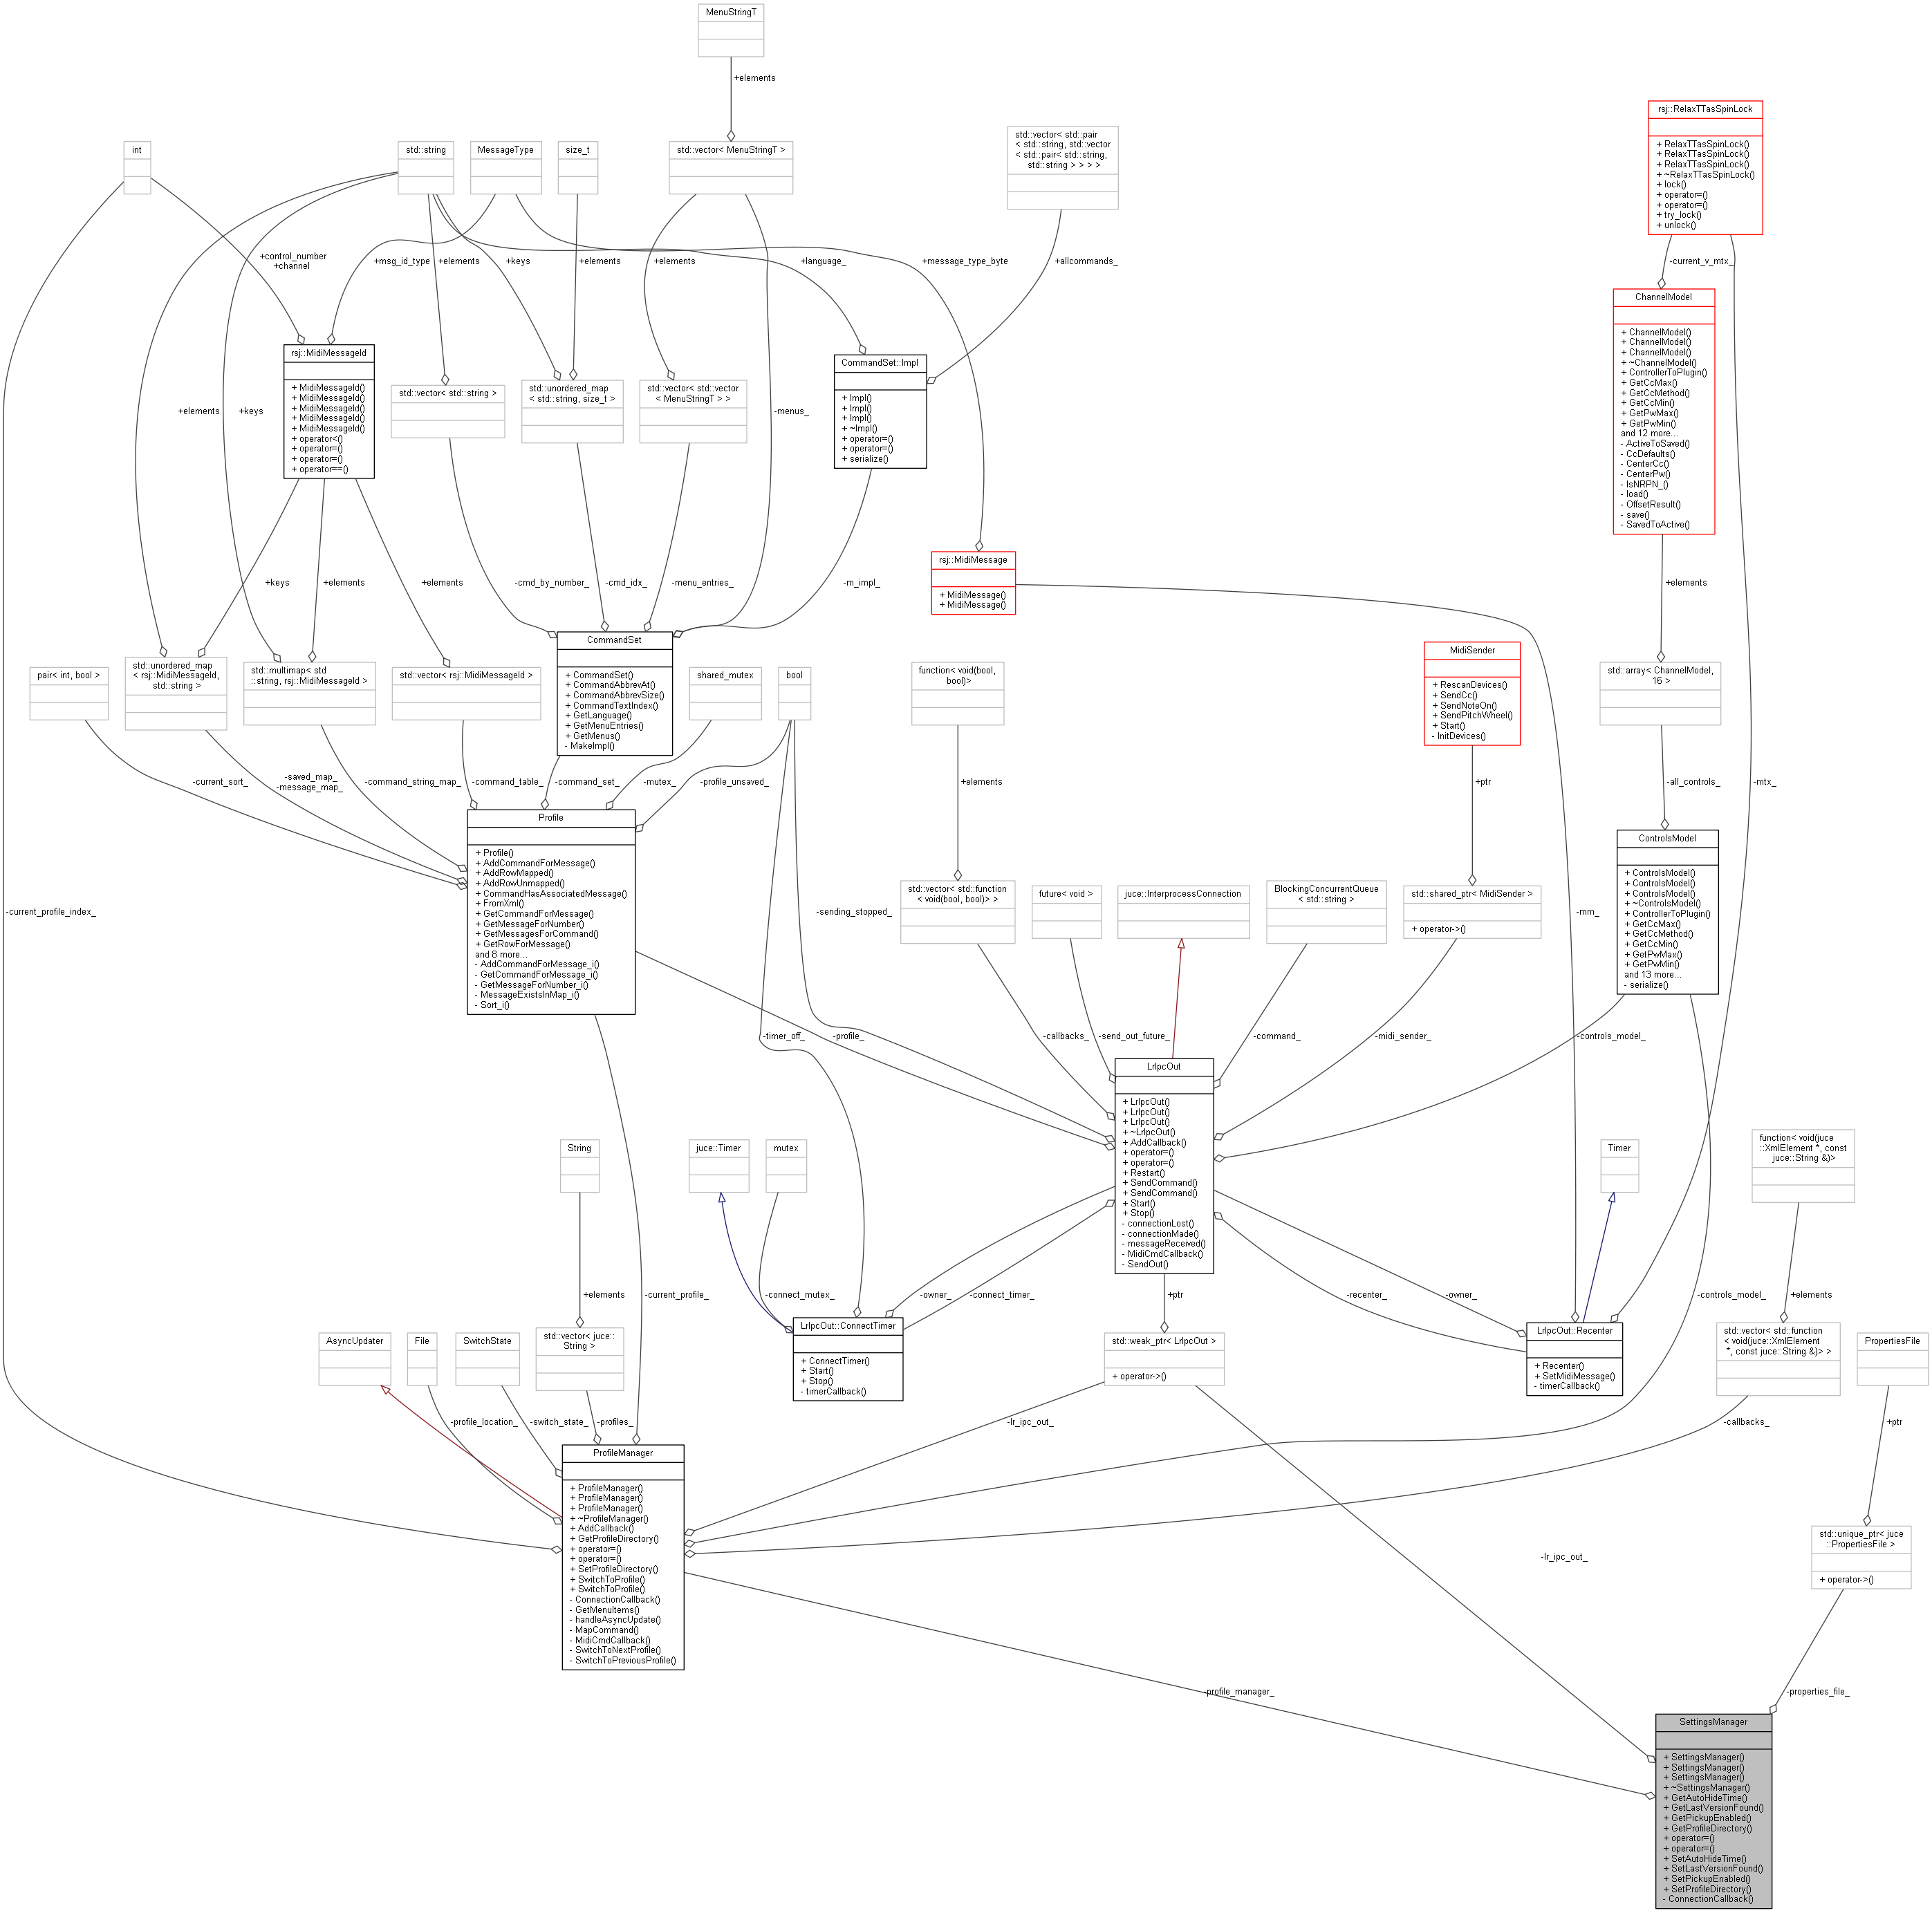 MenuStringT
+elements
rsj::RelaxTTasSpinLock
+ RelaxTTasSpinLock()
+ RelaxTTasSpinLock()
+ RelaxTTasSpinLock()
+ ~RelaxTTasSpinLock()
+ lock()
+ operator=()
+ operator=()
+ try_lock()
+ unlock()
std::vector< std::pair
< std::string, std::vector
< std::pair< std::string,
std::string > > > >
int
std::string
MessageType
size_t
std::vector< MenuStringT >
+control_number
+channel
+msg_id_type
+elements
+keys
+elements
+elements
+language_
+message_type_byte
+allcommands_
-current_v_mtx_
ChannelModel
+ ChannelModel()
+ ChannelModel()
+ ChannelModel()
+ ~ChannelModel()
+ ControllerToPlugin()
+ GetCcMax()
+ GetCcMethod()
+ GetCcMin()
+ GetPwMax()
+ GetPwMin()
and 12 more...
- ActiveToSaved()
- CcDefaults()
- CenterCc()
- CenterPw()
- IsNRPN_()
- load()
- OffsetResult()
- save()
- SavedToActive()
rsj::MidiMessageId
+ MidiMessageId()
+ MidiMessageId()
+ MidiMessageId()
+ MidiMessageId()
+ MidiMessageId()
+ operator<()
+ operator=()
+ operator=()
+ operator==()
std::vector< std::string >
std::unordered_map
< std::string, size_t >
std::vector< std::vector
< MenuStringT > >
CommandSet::Impl
+ Impl()
+ Impl()
+ Impl()
+ ~Impl()
+ operator=()
+ operator=()
+ serialize()
+elements
+keys
-menus_
rsj::MidiMessage
+ MidiMessage()
+ MidiMessage()
+keys
+elements
+elements
-cmd_by_number_
-cmd_idx_
-menu_entries_
-m_impl_
+elements
pair< int, bool >
std::unordered_map
< rsj::MidiMessageId,
std::string >
std::multimap< std
::string, rsj::MidiMessageId >
std::vector< rsj::MidiMessageId >
CommandSet
+ CommandSet()
+ CommandAbbrevAt()
+ CommandAbbrevSize()
+ CommandTextIndex()
+ GetLanguage()
+ GetMenuEntries()
+ GetMenus()
- MakeImpl()
shared_mutex
bool
function< void(bool,
bool)>
MidiSender
+ RescanDevices()
+ SendCc()
+ SendNoteOn()
+ SendPitchWheel()
+ Start()
- InitDevices()
std::array< ChannelModel,
16 >
-current_sort_
-saved_map_
-message_map_
-command_string_map_
-command_table_
-command_set_
-mutex_
-profile_unsaved_
+elements
+ptr
-all_controls_
-mtx_
Profile
+ Profile()
+ AddCommandForMessage()
+ AddRowMapped()
+ AddRowUnmapped()
+ CommandHasAssociatedMessage()
+ FromXml()
+ GetCommandForMessage()
+ GetMessageForNumber()
+ GetMessagesForCommand()
+ GetRowForMessage()
and 8 more...
- AddCommandForMessage_i()
- GetCommandForMessage_i()
- GetMessageForNumber_i()
- MessageExistsInMap_i()
- Sort_i()
ControlsModel
+ ControlsModel()
+ ControlsModel()
+ ControlsModel()
+ ~ControlsModel()
+ ControllerToPlugin()
+ GetCcMax()
+ GetCcMethod()
+ GetCcMin()
+ GetPwMax()
+ GetPwMin()
and 13 more...
- serialize()
std::vector< std::function
< void(bool, bool)> >
future< void >
juce::InterprocessConnection
BlockingConcurrentQueue
< std::string >
std::shared_ptr< MidiSender >
+ operator->()
-current_profile_index_
-sending_stopped_
-mm_
-timer_off_
-profile_
-callbacks_
-send_out_future_
-command_
-midi_sender_
-controls_model_
LrIpcOut
+ LrIpcOut()
+ LrIpcOut()
+ LrIpcOut()
+ ~LrIpcOut()
+ AddCallback()
+ operator=()
+ operator=()
+ Restart()
+ SendCommand()
+ SendCommand()
+ Start()
+ Stop()
- connectionLost()
- connectionMade()
- messageReceived()
- MidiCmdCallback()
- SendOut()
String
juce::Timer
mutex
Timer
function< void(juce
::XmlElement *, const
juce::String &)>
+elements
-current_profile_
-connect_mutex_
-owner_
-connect_timer_
+ptr
-recenter_
-owner_
-controls_model_
+elements
AsyncUpdater
File
SwitchState
std::vector< juce::
String >
LrIpcOut::ConnectTimer
+ ConnectTimer()
+ Start()
+ Stop()
- timerCallback()
std::weak_ptr< LrIpcOut >
+ operator->()
LrIpcOut::Recenter
+ Recenter()
+ SetMidiMessage()
- timerCallback()
std::vector< std::function
< void(juce::XmlElement
*, const juce::String &)> >
PropertiesFile
-profile_location_
-switch_state_
-profiles_
-lr_ipc_out_
-callbacks_
+ptr
ProfileManager
+ ProfileManager()
+ ProfileManager()
+ ProfileManager()
+ ~ProfileManager()
+ AddCallback()
+ GetProfileDirectory()
+ operator=()
+ operator=()
+ SetProfileDirectory()
+ SwitchToProfile()
+ SwitchToProfile()
- ConnectionCallback()
- GetMenuItems()
- handleAsyncUpdate()
- MapCommand()
- MidiCmdCallback()
- SwitchToNextProfile()
- SwitchToPreviousProfile()
std::unique_ptr< juce
::PropertiesFile >
+ operator->()
-lr_ipc_out_
-profile_manager_
-properties_file_
SettingsManager
+ SettingsManager()
+ SettingsManager()
+ SettingsManager()
+ ~SettingsManager()
+ GetAutoHideTime()
+ GetLastVersionFound()
+ GetPickupEnabled()
+ GetProfileDirectory()
+ operator=()
+ operator=()
+ SetAutoHideTime()
+ SetLastVersionFound()
+ SetPickupEnabled()
+ SetProfileDirectory()
- ConnectionCallback()